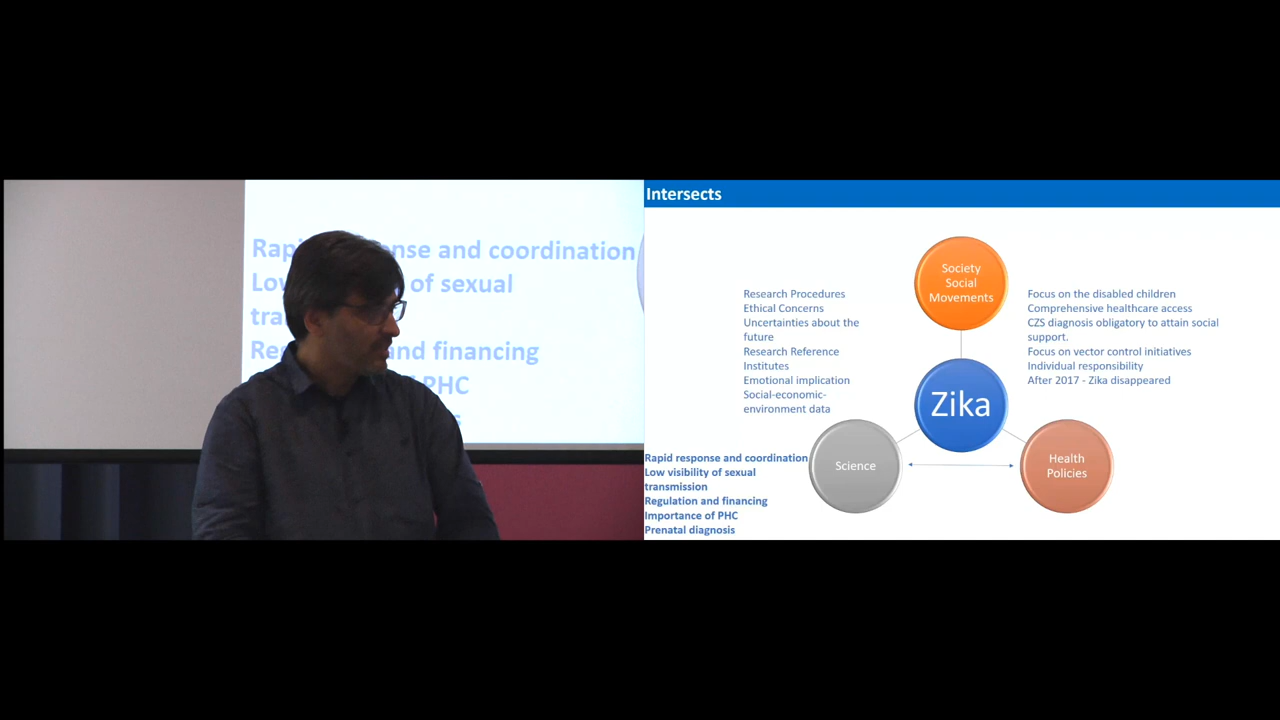 Rap nse and coordination
Low of sexual
tra
Re and financing
PHC
Intersects
Society
Social
Movements
Research Procedures
Ethical Concerns
Uncertainties about the
future
Research Reference
Institutes
Emotional implication
Social-economic-
environment data
Focus on the disabled children
Comprehensive healthcare access
CZS diagnosis obligatory to attain social
support.
Focus on vector control initiatives
Individual responsibility
After 2017 - Zika disappeared
Zika
Science
Health
Policies
Rapid response and coordination
Low visibility of sexual
transmission
Regulation and financing
Importance of PHC
Prenatal diagnosis